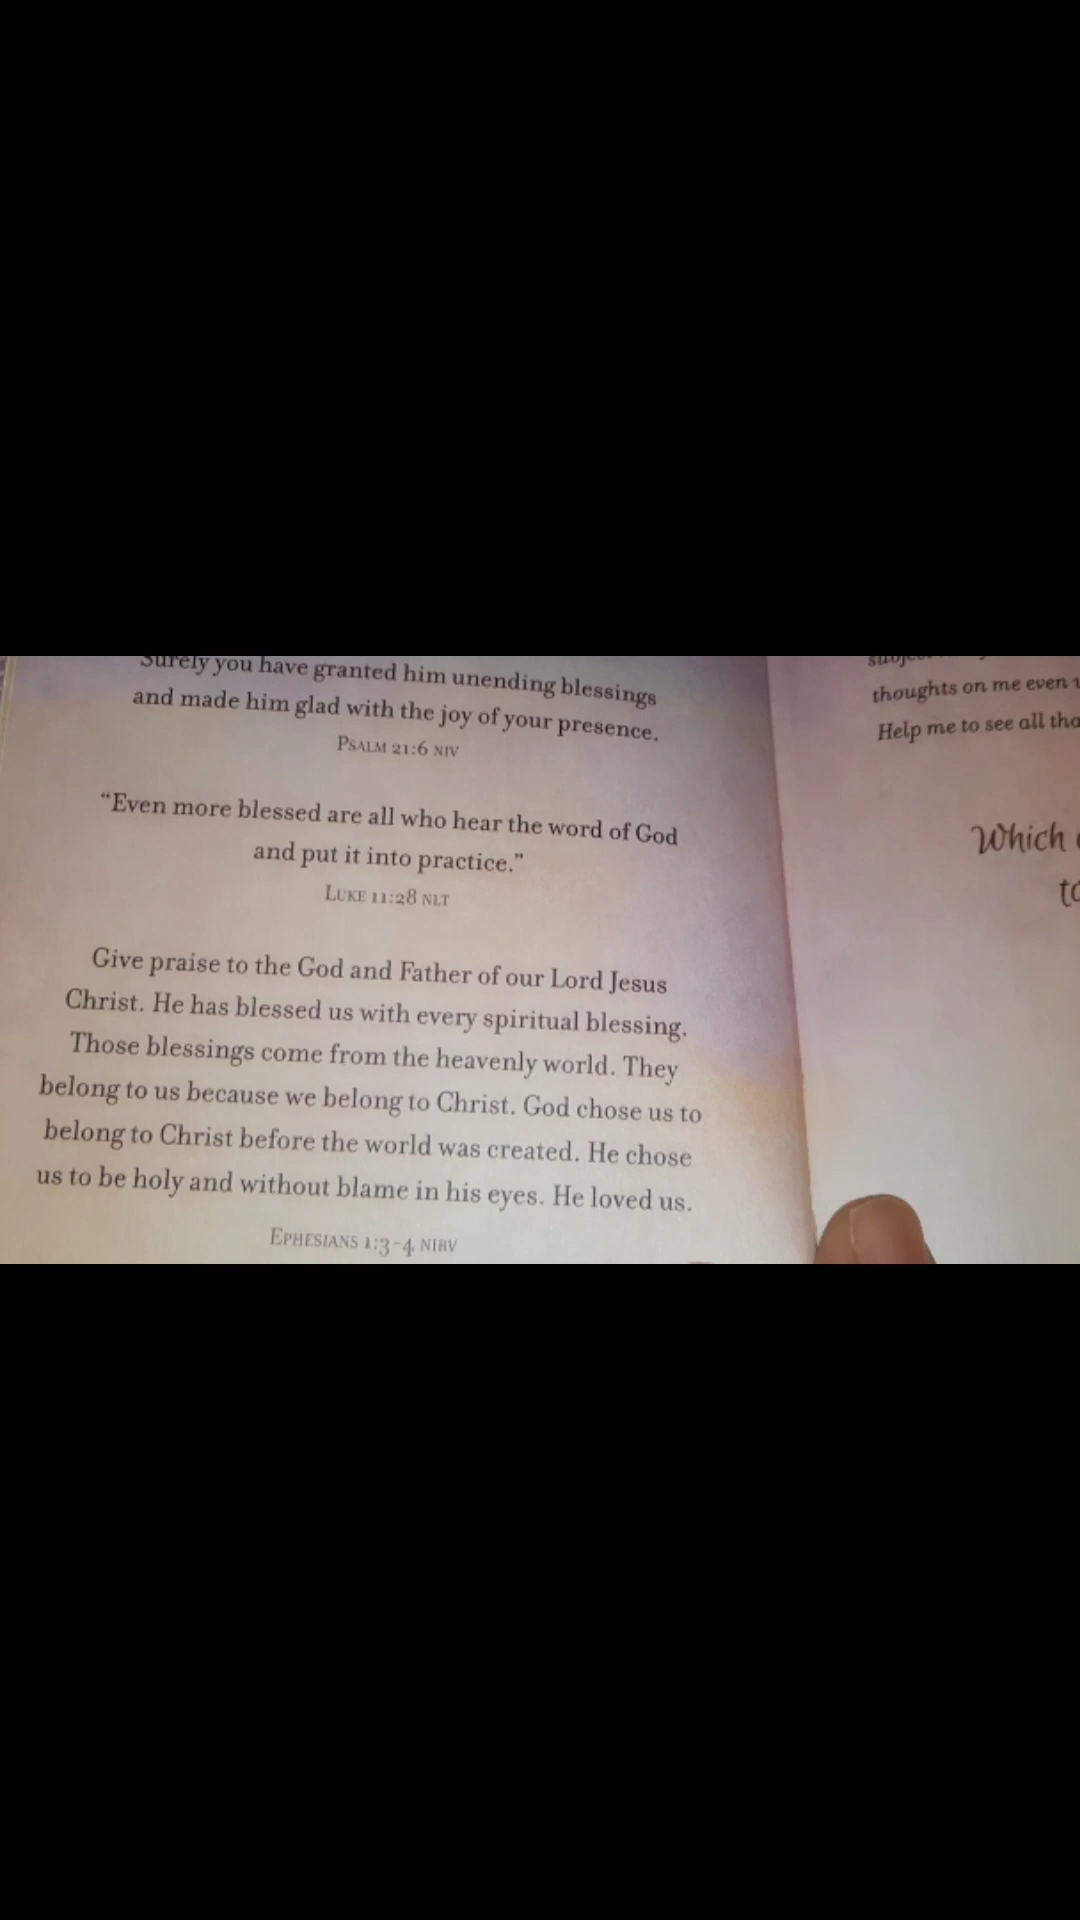 Surely you have granted him unending blessings
and made him glad with the joy of your presence.
Psalm 21:6 NIV
“Even more blessed are all who hear the word of God
and put it into practice.”
Luke 11:28 NLT
Give praise to the God and Father of our Lord Jesus
Christ. He has blessed us with every spiritual blessing.
Those blessings come from the heavenly world. They
belong to us because we belong to Christ. God chose us to
belong to Christ before the world was created. He chose
us to be holy and without blame in his eyes. He loved us.
Ephesians 1:3-4 NIRV
thoughts on me even
Help me to see all
Which